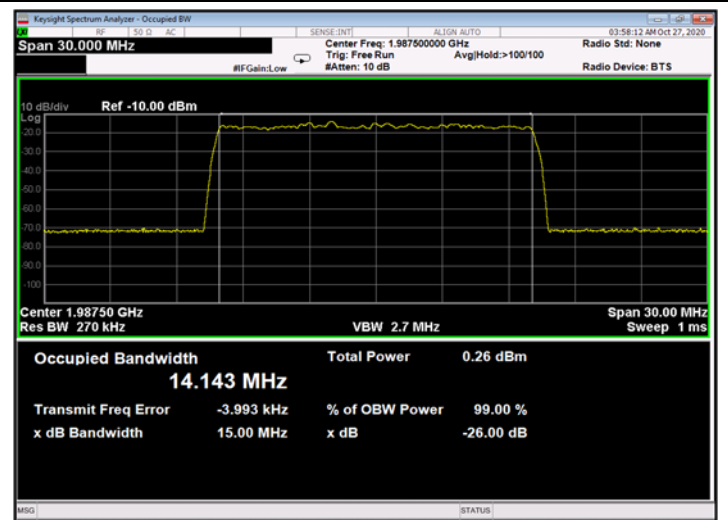 Keysight Spectrum Analyzer - Occupied BW
RF 50 Ω AC SENSE:INT ALIGN AUTO 03:58:12 AM Oct 27, 2020
Span 30.000 MHz Center Freq: 1.987500000 GHz Radio Std: None
Trig: Free Run Avg|Hold:>100/100
#IFGain:Low #Atten: 10 dB Radio Device: BTS
10 dB/div Ref -10.00 dBm
Log
-20.0
-30.0
-40.0
-50.0
-60.0
-70.0
-80.0
-90.0
-100
Center 1.98750 GHz Span 30.00 MHz
Res BW 270 kHz VBW 2.7 MHz Sweep 1 ms
Occupied Bandwidth Total Power 0.26 dBm
14.143 MHz
Transmit Freq Error -3.993 kHz % of OBW Power 99.00 %
x dB Bandwidth 15.00 MHz x dB -26.00 dB
MSG STATUS